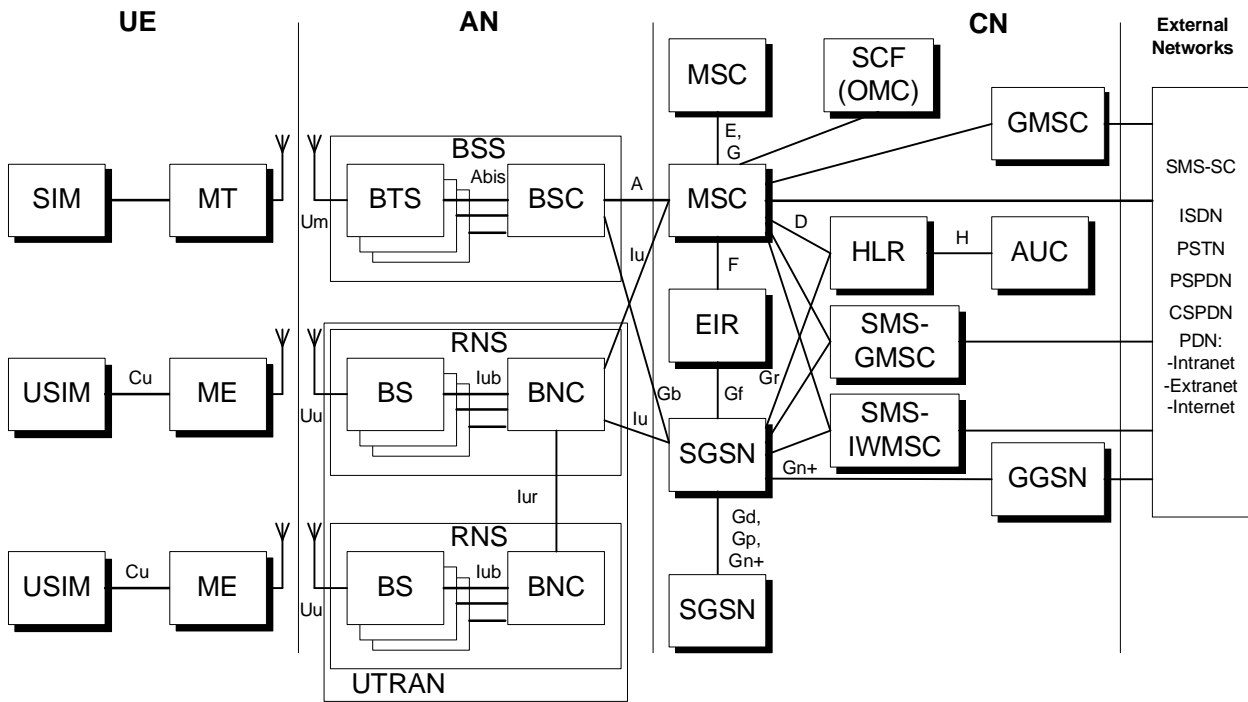 UE
AN
CN
External
Networks
MSC
SCF
(OMC)
GMSC
E,
G
BSS
SIM
MT
Um
BTS
Abis
BSC
A
MSC
SMS-SC
ISDN
PSTN
PSPDN
CSPDN
PDN:
-Intranet
-Extranet
-Internet
D
HLR
H
AUC
Iu
F
EIR
SMS-
GMSC
RNS
USIM
Cu
ME
Uu
BS
Iub
BNC
Gb
Iu
Gf
Gr
SGSN
SMS-
IWMSC
Gn+
GGSN
Iur
Gd,
Gp,
Gn+
RNS
USIM
Cu
ME
Uu
BS
Iub
BNC
SGSN
UTRAN